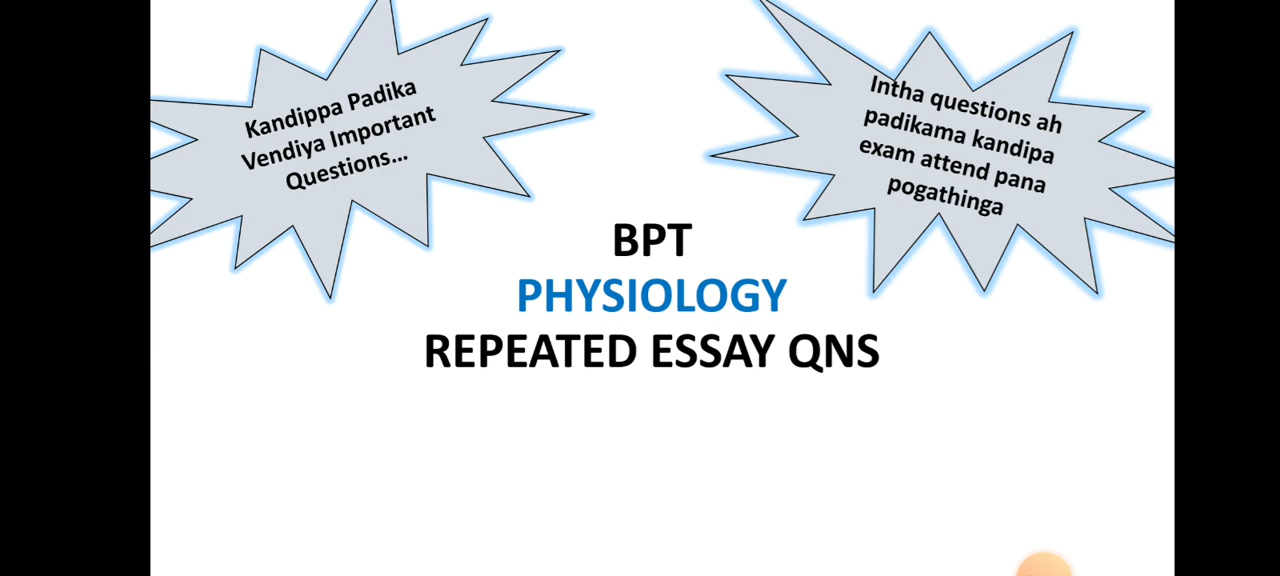 Kandippa Padika
Vendiya Important
Questions...
Intha questions ah
padikama kandipa
exam attend pana
pogathinga
BPT
PHYSIOLOGY
REPEATED ESSAY QNS